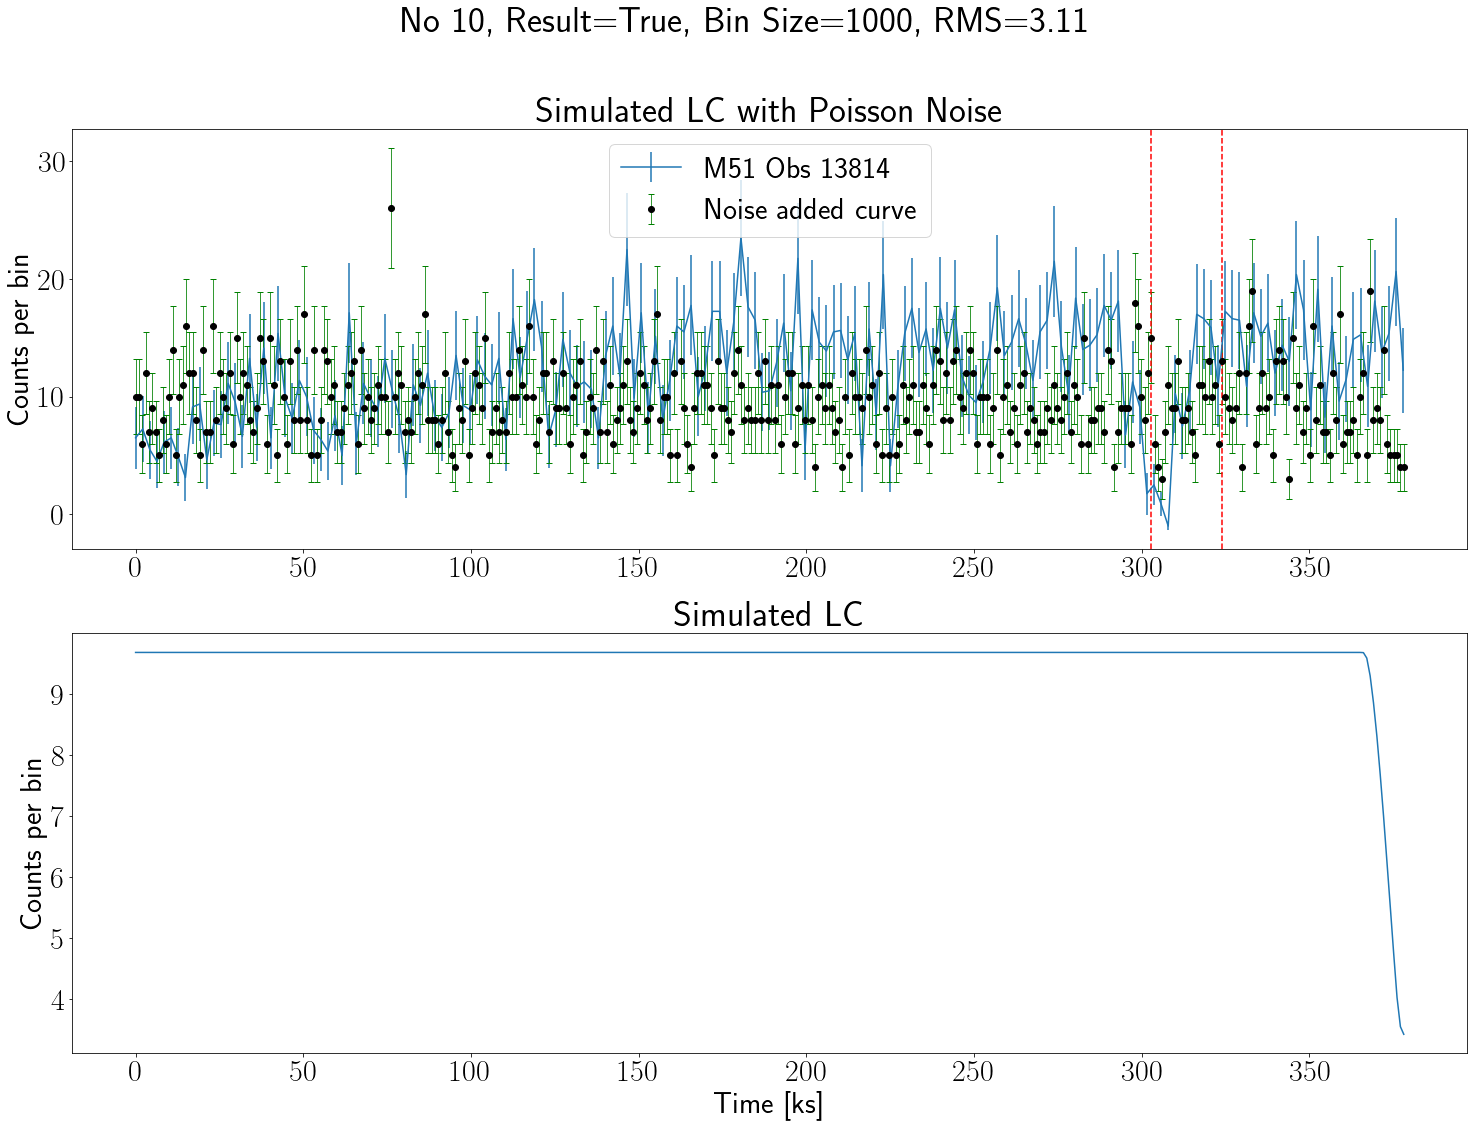 No 10, Result=True, Bin Size=1000, RMS=3.11
Simulated LC with Poisson Noise
Counts per bin
30
20
10
0
M51 Obs 13814
Noise added curve
0 50 100 150 200 250 300 350
Simulated LC
Counts per bin
9
8
7
6
5
4
0 50 100 150 200 250 300 350
Time [ks]